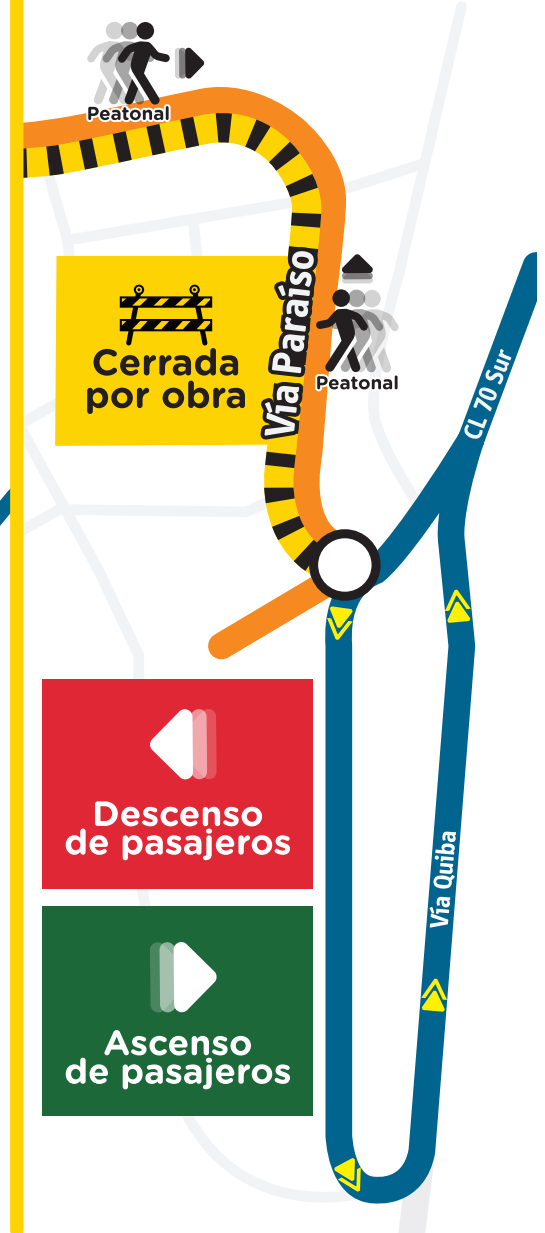 Peatonal
Vía Paraíso
Cerrada
por obra
Peatonal
CL 70 Sur
Descenso
de pasajeros
Vía Quiba
Ascenso
de pasajeros